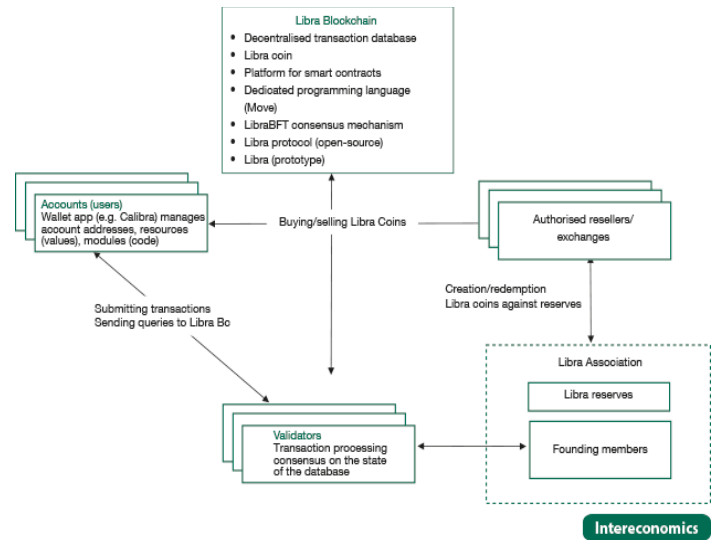 Libra Blockchain
• Decentralised transaction database
• Libra coin
• Platform for smart contracts
• Dedicated programming language
(Move)
• LibraBFT consensus mechanism
• Libra protocol (open-source)
• Libra (prototype)
Accounts (users)
Wallet app (e.g. Calibra) manages
account addresses, resources
(values), modules (code)
Buying/selling Libra Coins
Authorised resellers/
exchanges
Submitting transactions
Sending queries to Libra Bc
Creation/redemption
Libra coins against reserves
Libra Association
Libra reserves
Founding members
Validators
Transaction processing
consensus on the state
of the database
Intereconomics